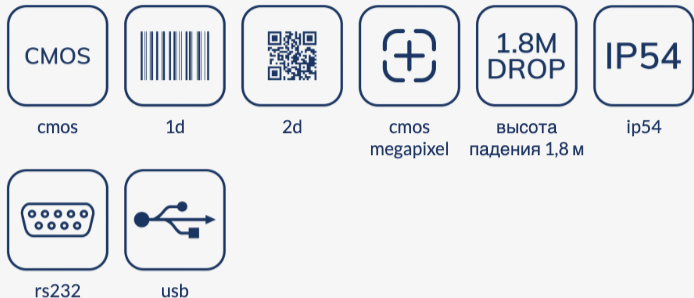 CMOS
1.8M
DROP
IP54
cmos
1d
2d
cmos
megapixel
высота
падения 1,8 м
ip54
rs232
usb